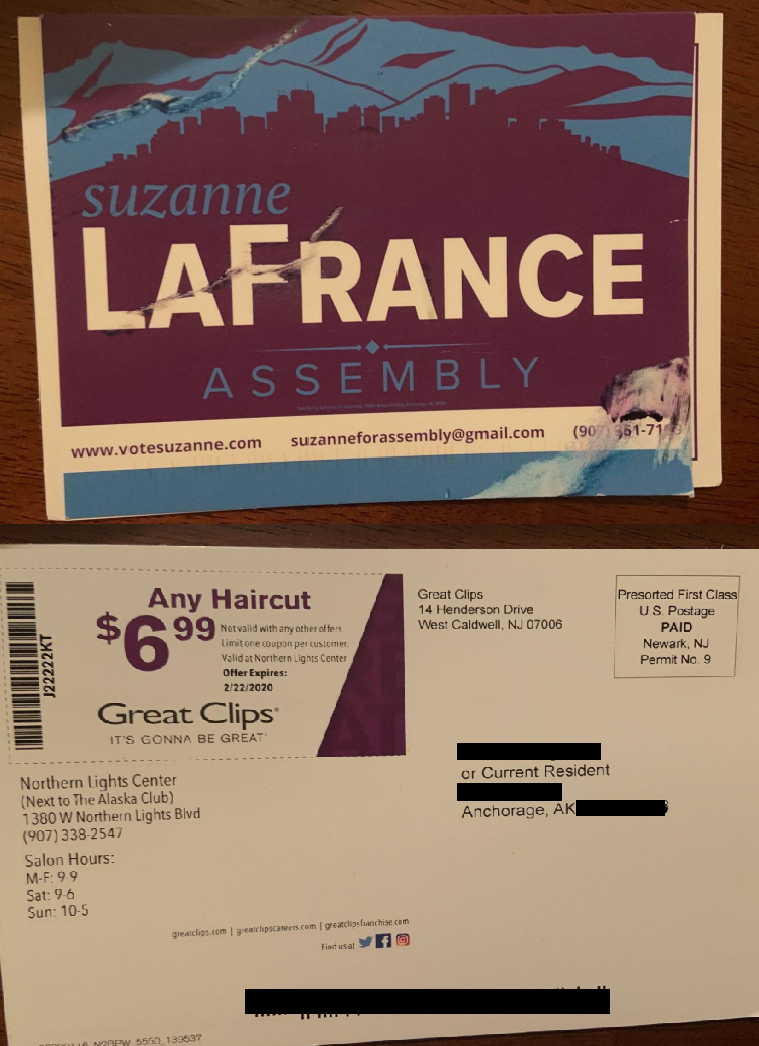 suzanne
LAFRANCE
ASSEMBLY
www.votesuzanne.com suzanneforassembly@gmail.com (907)
Any Haircut
$6.99
Not valid with any other offers.
Limit one coupon per customer.
Valid at Northern Lights Center
Offer Expires:
2/22/2020
Great Clips®
IT'S GONNA BE GREAT®
J22222KT
Great Clips
14 Henderson Drive
West Caldwell, NJ 07006
Presorted First Class
U.S. Postage
PAID
Newark, NJ
Permit No. 9
or Current Resident
Anchorage, AK
Northern Lights Center
(Next to The Alaska Club)
1380 W Northern Lights Blvd
(907) 338-2547
Salon Hours:
M-F: 9-9
Sat: 9-6
Sun: 10-5
greatclips.com | greatclipscareers.com | greatclipsfranchise.com
Find us at